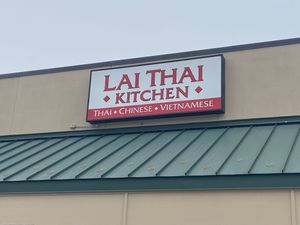 LAI THAI
• KITCHEN •
THAI • CHINESE • VIETNAMESE